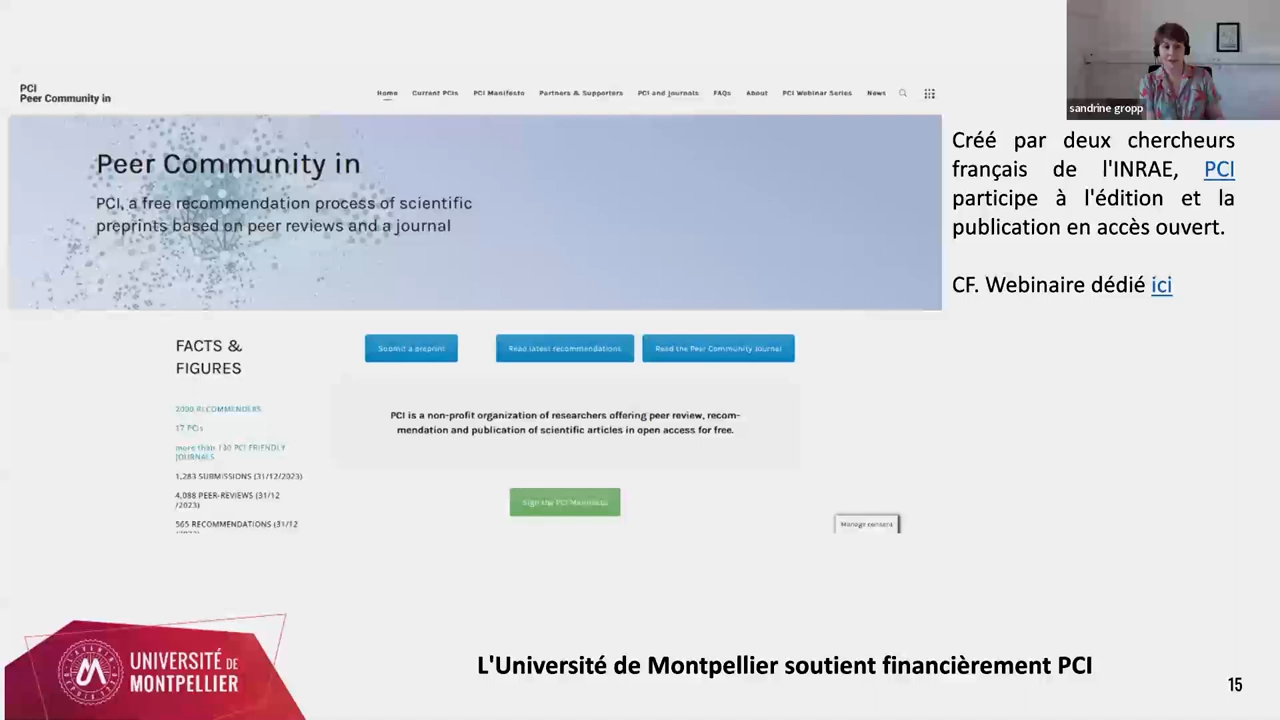 sandrine gropp
PCI
Peer Community in
Home Current PCIs PCI Manifesto Partners & Supporters PCI and Journals FAQs About PCI Webinar Series News
Peer Community in
PCI, a free recommendation process of scientific
preprints based on peer reviews and a journal
Créé par deux chercheurs
français de l'INRAE, PCI
participe à l'édition et la
publication en accès ouvert.
CF. Webinaire dédié ici
FACTS &
FIGURES
2000 RECOMMENDERS
17 PCIs
more than 130 PCI FRIENDLY
JOURNALS
1,283 SUBMISSIONS (31/12/2023)
4,088 PEER-REVIEWS (31/12
/2023)
565 RECOMMENDATIONS (31/12
Submit a preprint
Read latest recommendations
Read the Peer Community Journal
PCI is a non-profit organization of researchers offering peer review, recom-
mendation and publication of scientific articles in open access for free.
Sign the PCI Manifesto
Manage consent
UNIVERSITÉ DE
MONTPELLIER
L'Université de Montpellier soutient financièrement PCI
15